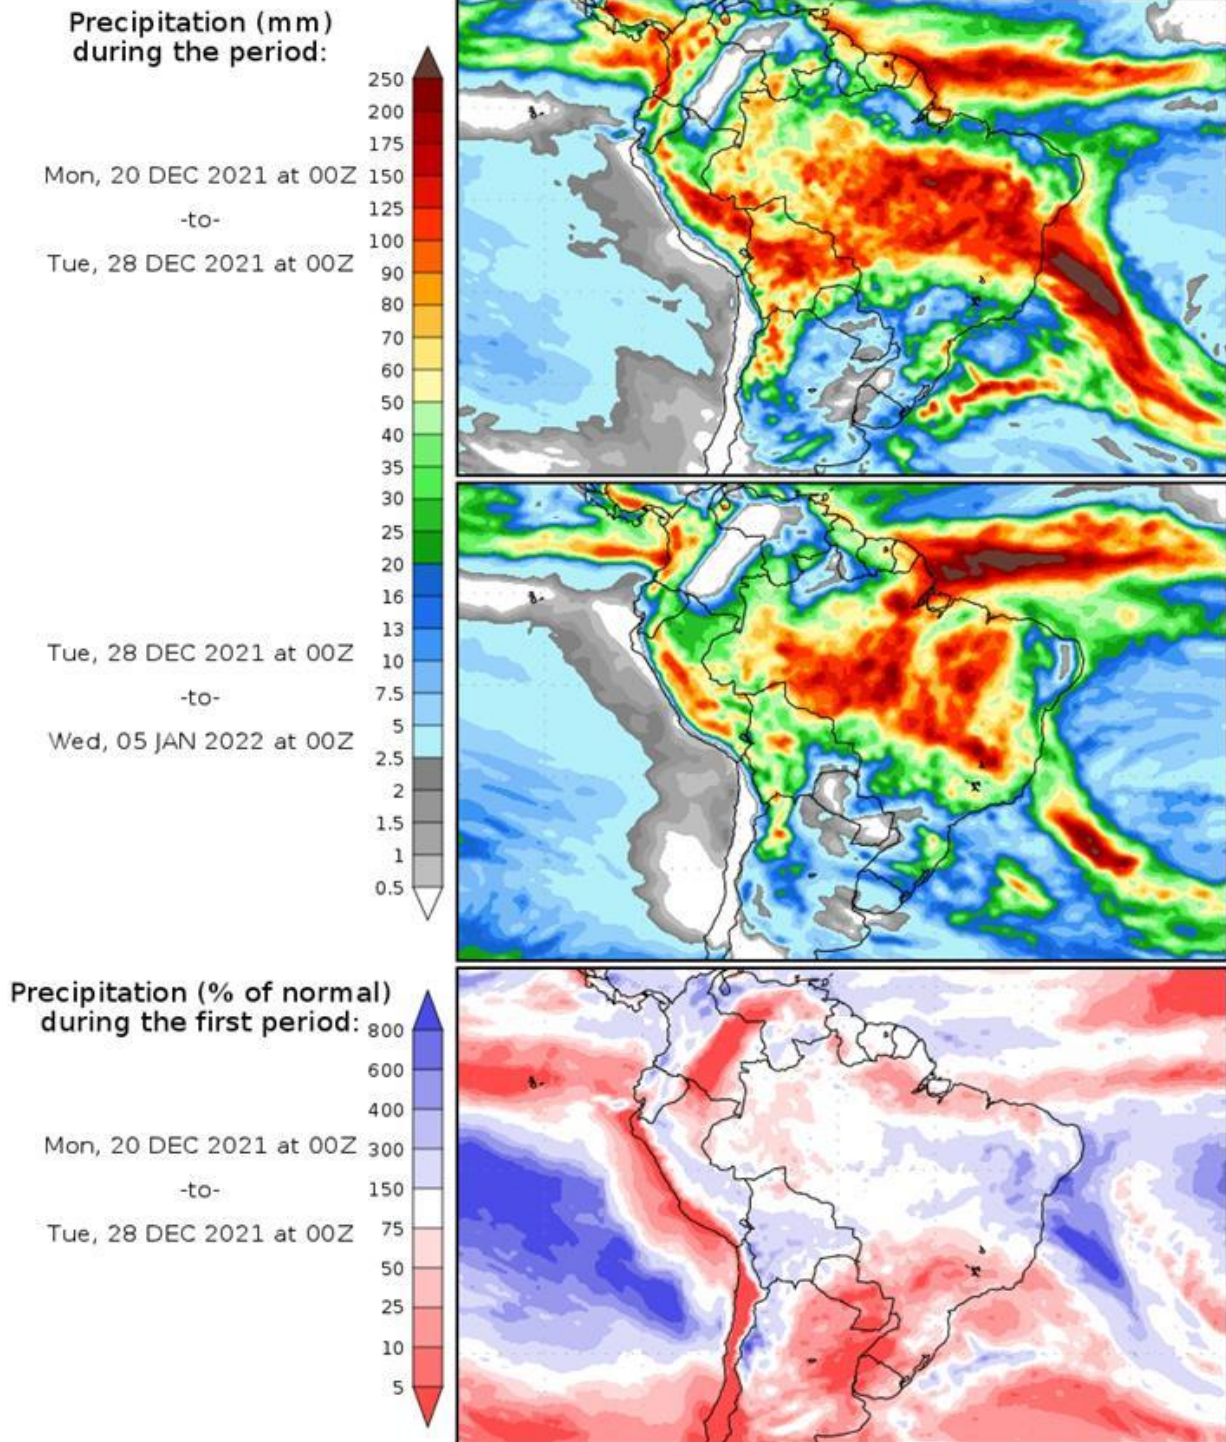 Precipitation (mm)
during the period:
250
200
175
Mon, 20 DEC 2021 at 00Z
150
-to-
125
100
Tue, 28 DEC 2021 at 00Z
90
80
70
60
50
40
35
30
25
20
16
13
Tue, 28 DEC 2021 at 00Z
10
-to-
7.5
5
Wed, 05 JAN 2022 at 00Z
2.5
2
1.5
1
0.5
Precipitation (% of normal)
during the first period:
800
600
400
Mon, 20 DEC 2021 at 00Z
300
-to-
150
Tue, 28 DEC 2021 at 00Z
75
50
25
10
5